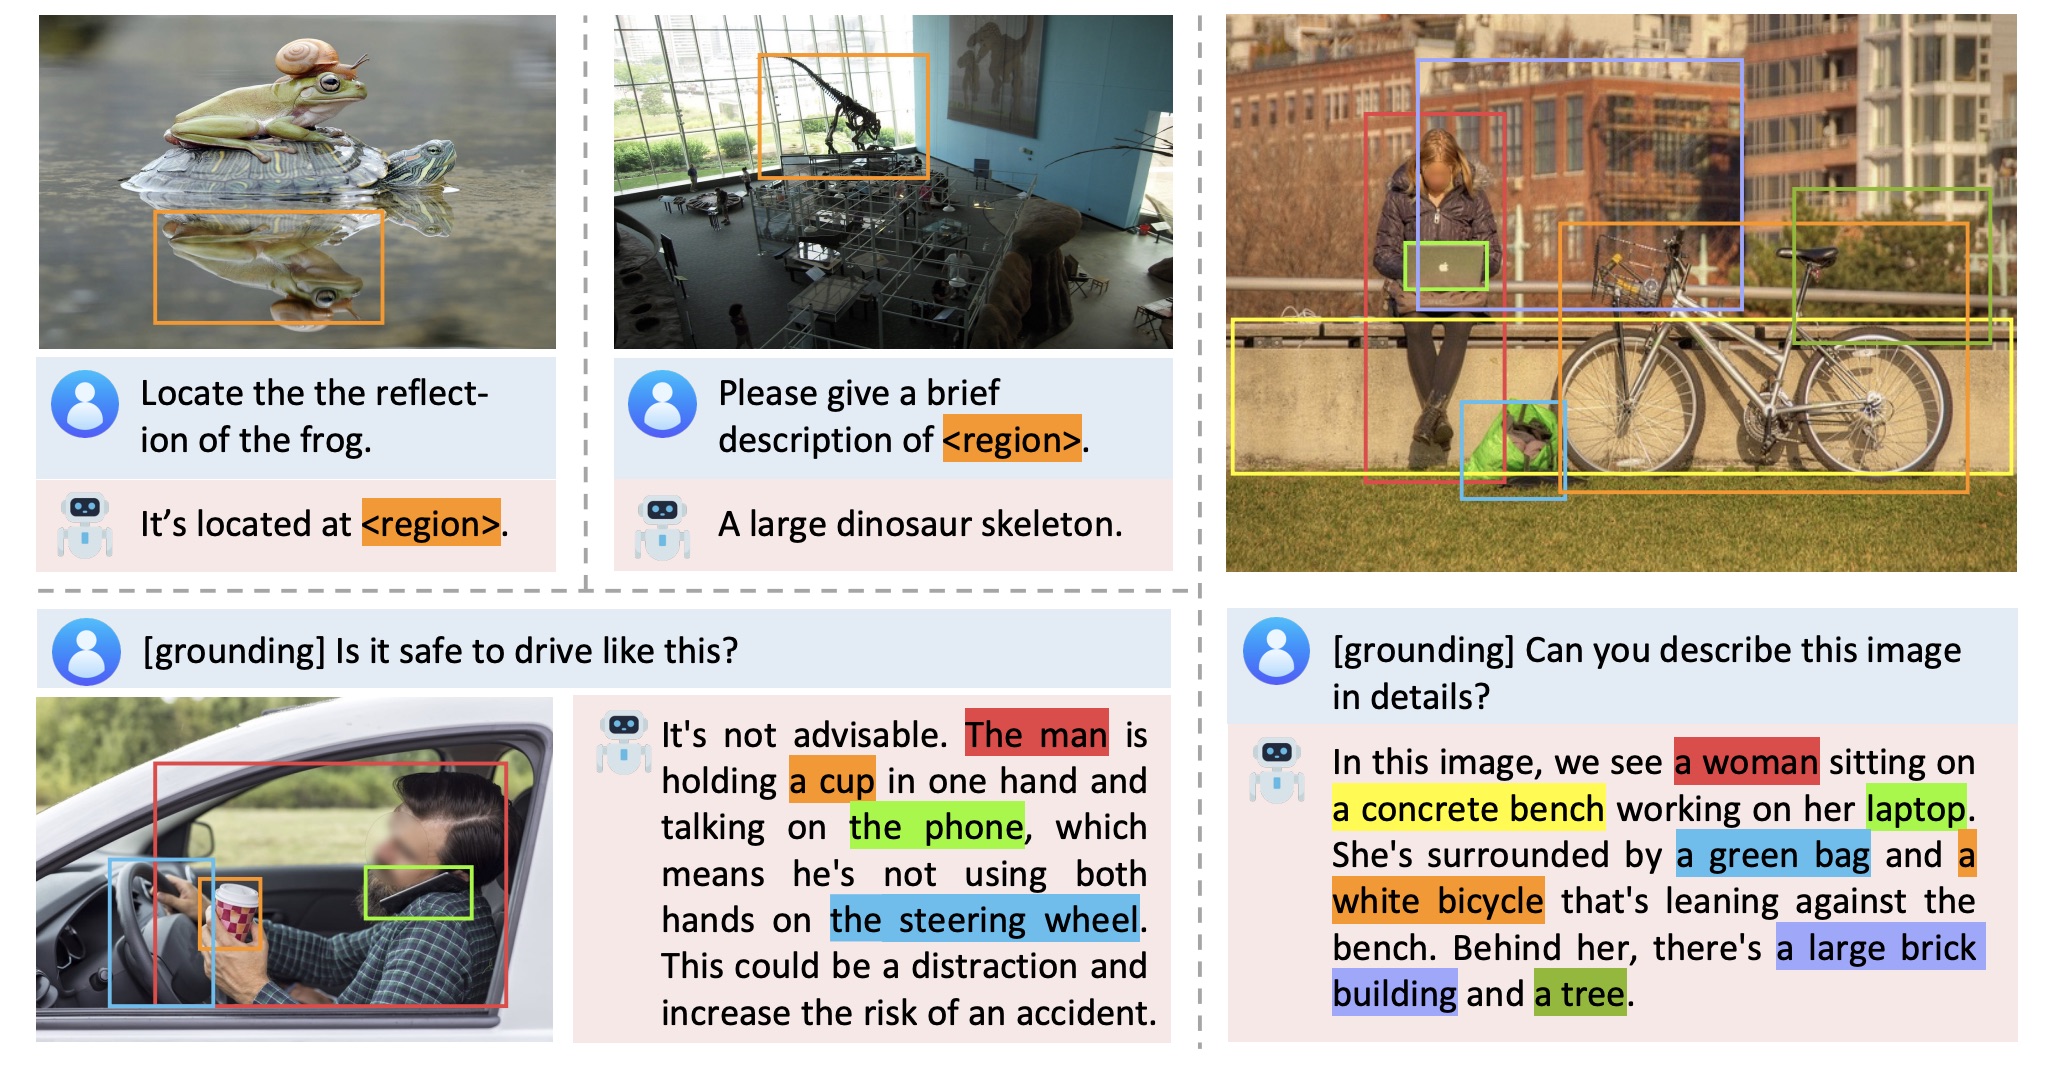 Locate the the reflect-
ion of the frog.
It’s located at <region>.
Please give a brief
description of <region>.
A large dinosaur skeleton.
[grounding] Is it safe to drive like this?
It's not advisable. The man is
holding a cup in one hand and
talking on the phone, which
means he's not using both
hands on the steering wheel.
This could be a distraction and
increase the risk of an accident.
[grounding] Can you describe this image
in details?
In this image, we see a woman sitting on
a concrete bench working on her laptop.
She's surrounded by a green bag and a
white bicycle that's leaning against the
bench. Behind her, there's a large brick
building and a tree.